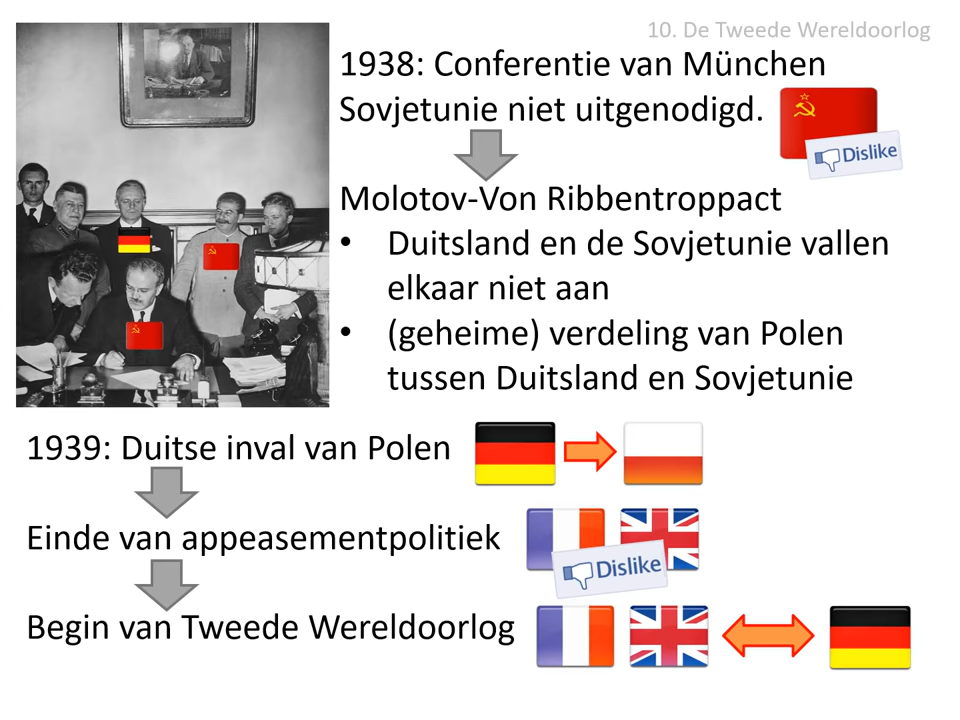 10. De Tweede Wereldoorlog
1938: Conferentie van München
Sovjetunie niet uitgenodigd.
Dislike
Molotov-Von Ribbentroppact
• Duitsland en de Sovjetunie vallen
elkaar niet aan
• (geheime) verdeling van Polen
tussen Duitsland en Sovjetunie
1939: Duitse inval van Polen
Einde van appeasementpolitiek
Dislike
Begin van Tweede Wereldoorlog